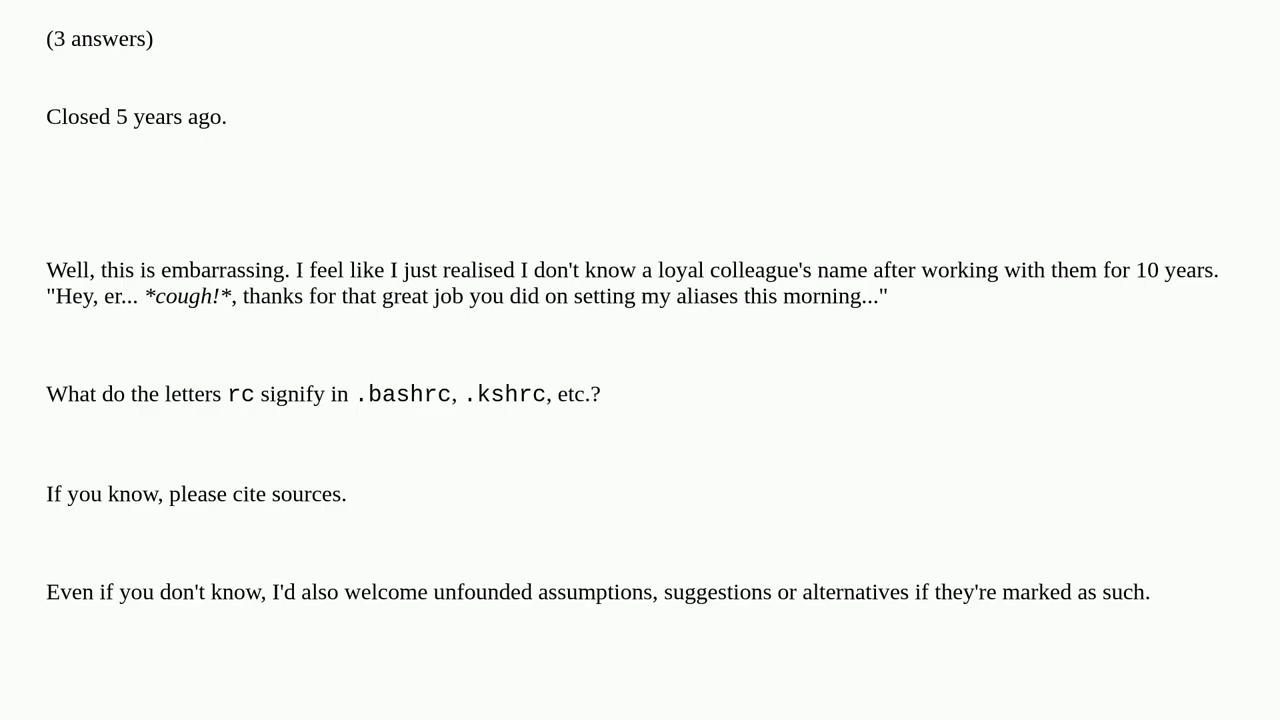 (3 answers)
Closed 5 years ago.
Well, this is embarrassing. I feel like I just realised I don't know a loyal colleague's name after working with them for 10 years.
"Hey, er... *cough!*, thanks for that great job you did on setting my aliases this morning..."
What do the letters rc signify in .bashrc, .kshrc, etc.?
If you know, please cite sources.
Even if you don't know, I'd also welcome unfounded assumptions, suggestions or alternatives if they're marked as such.